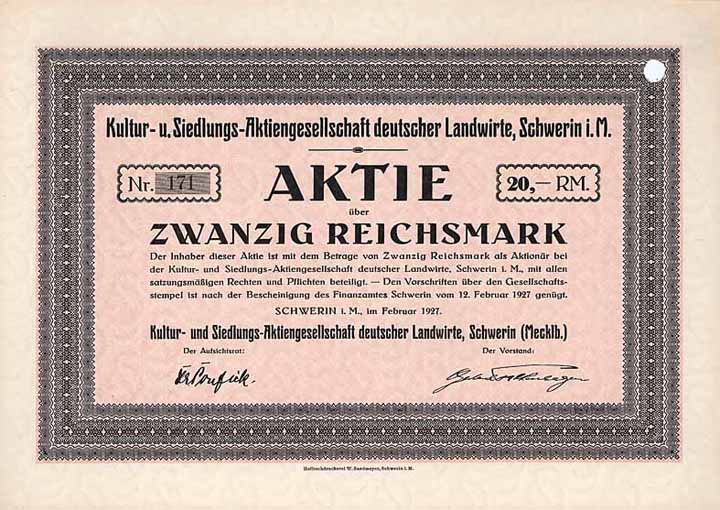 Kultur- u. Siedlungs-Aktiengesellschaft deutscher Landwirte, Schwerin i. M.
Nr. 171
AKTIE
20,— RM.
über
ZWANZIG REICHSMARK
Der Inhaber dieser Aktie ist mit dem Betrage von Zwanzig Reichsmark als Aktionär bei
der Kultur- und Siedlungs-Aktiengesellschaft deutscher Landwirte, Schwerin i. M., mit allen
satzungsmäßigen Rechten und Pflichten beteiligt. — Den Vorschriften über den Gesellschafts-
stempel ist nach der Bescheinigung des Finanzamtes Schwerin vom 12. Februar 1927 genügt.
SCHWERIN i. M., im Februar 1927.
Kultur- und Siedlungs-Aktiengesellschaft deutscher Landwirte, Schwerin (Mecklb.)
Der Aufsichtsrat:
Der Vorstand:
Hofbuchdruckerei W. Sandmeyer, Schwerin i. M.